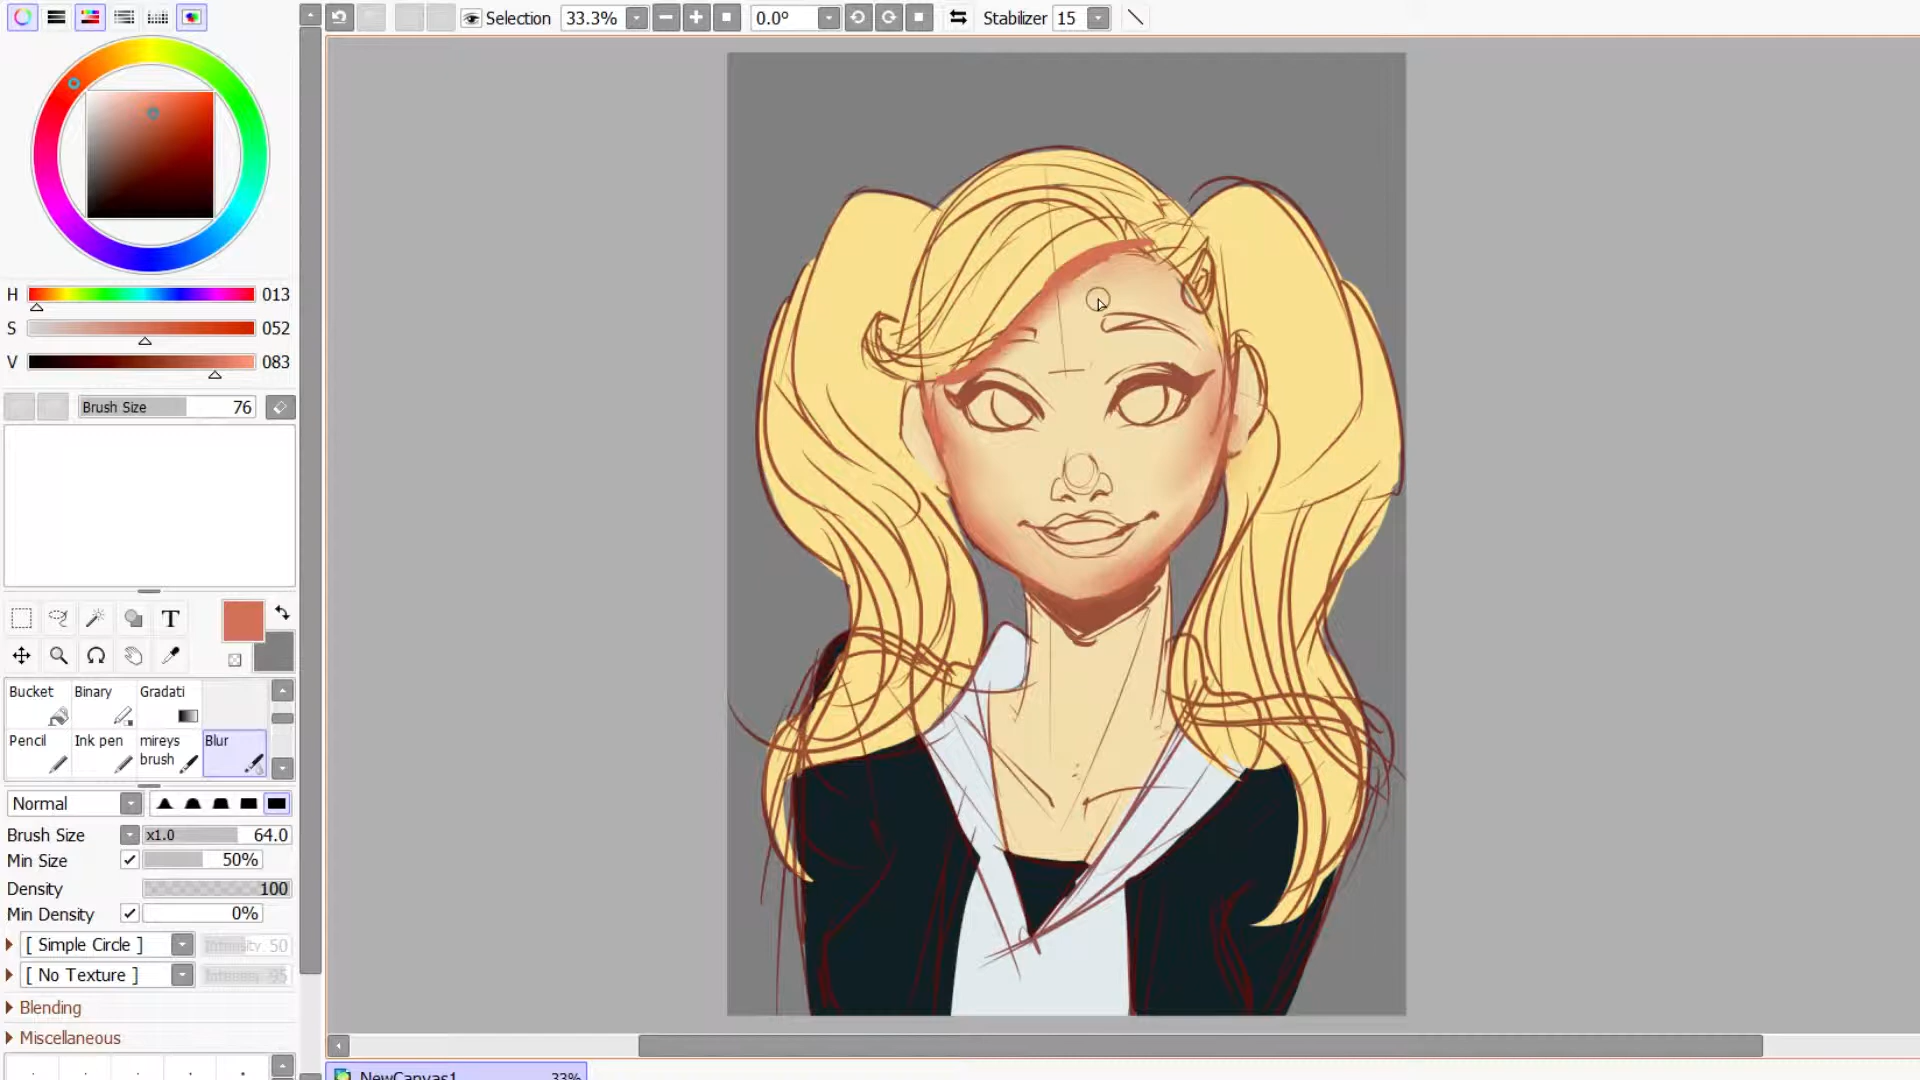 Selection 33.3% 0.0° Stabilizer 15
H 013
S 052
V 083
Brush Size 76
T
Bucket Binary Gradati
Pencil Ink pen mireys brush Blur
Normal
Brush Size x1.0 64.0
Min Size 50%
Density 100
Min Density 0%
[ Simple Circle ] Intensity 50
[ No Texture ] Intensity 95
Blending
Miscellaneous
NewCanvas1 33%